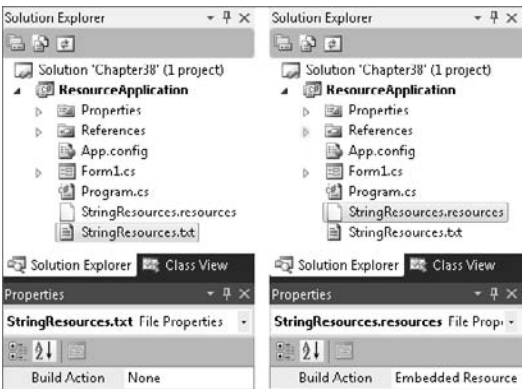 Solution Explorer
Solution 'Chapter38' (1 project)
ResourceApplication
Properties
References
App.config
Form1.cs
Program.cs
StringResources.resources
StringResources.txt
Solution Explorer Class View
Properties
StringResources.txt File Properties
Build Action None
Solution Explorer
Solution 'Chapter38' (1 project)
ResourceApplication
Properties
References
App.config
Form1.cs
Program.cs
StringResources.resources
StringResources.txt
Solution Explorer Class View
Properties
StringResources.resources File Prop
Build Action Embedded Resource